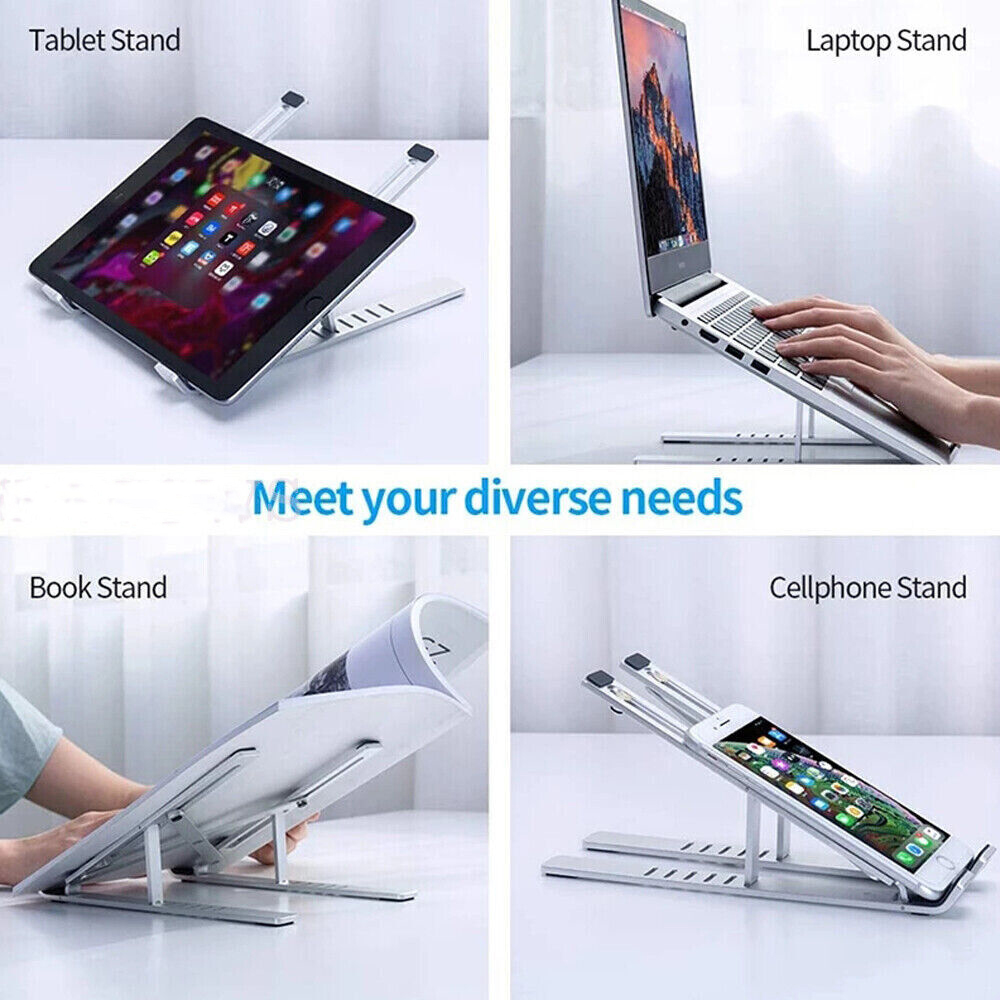 Tablet Stand
Laptop Stand
Meet your diverse needs
Book Stand
Cellphone Stand